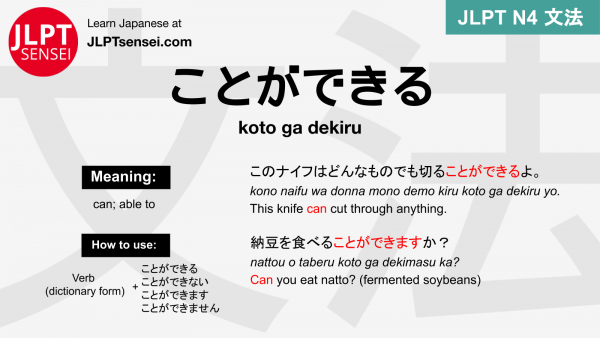 JLPT
SENSEI
Learn Japanese at
JLPTsensei.com
JLPT N4 文法
ことができる
koto ga dekiru
Meaning:
can; able to
How to use:
Verb
(dictionary form)
+
ことができる
ことができない
ことができます
ことができません
このナイフはどんなものでも切ることができるよ。
kono naifu wa donna mono demo kiru koto ga dekiru yo.
This knife can cut through anything.
納豆を食べることができますか？
nattou o taberu koto ga dekimasu ka?
Can you eat natto? (fermented soybeans)
文法